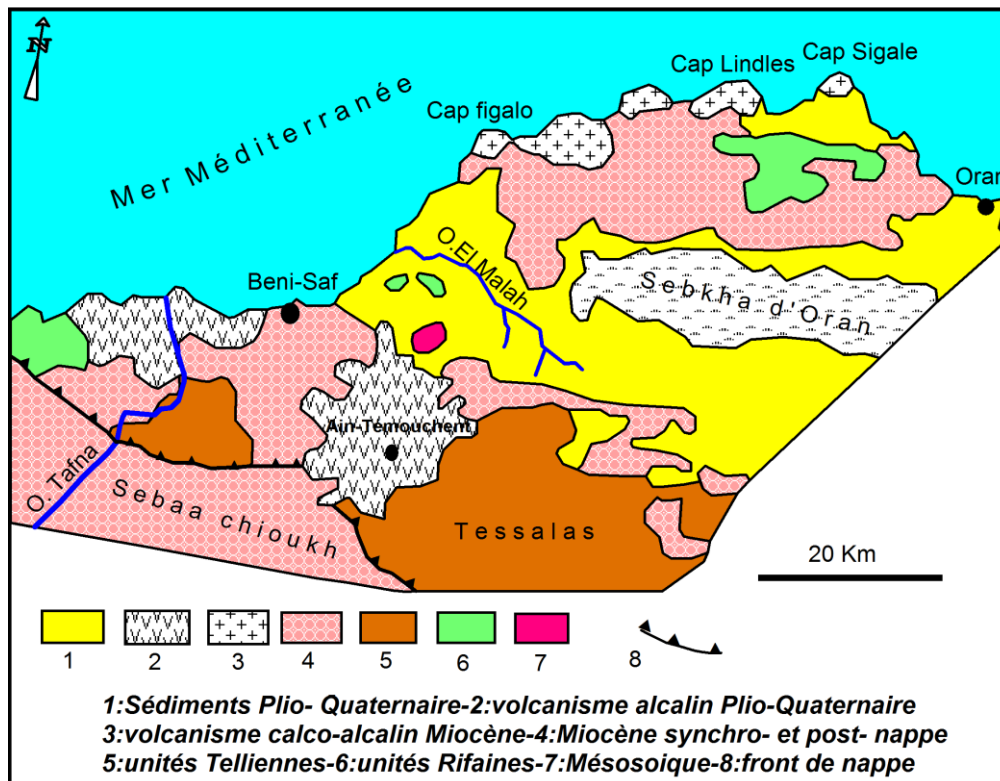 N
Cap Sigale
Cap Lindles
Cap figalo
Mer Méditerranée
Oran
O.El Malah
Sebkha d'Oran
Beni-Saf
Ain-Témouchent
O. Tafna
Sebaa chioukh
Tessalas
20 Km
1 2 3 4 5 6 7 8
1:Sédiments Plio- Quaternaire-2:volcanisme alcalin Plio-Quaternaire
3:volcanisme calco-alcalin Miocène-4:Miocène synchro- et post- nappe
5:unités Telliennes-6:unités Rifaines-7:Mésosoique-8:front de nappe